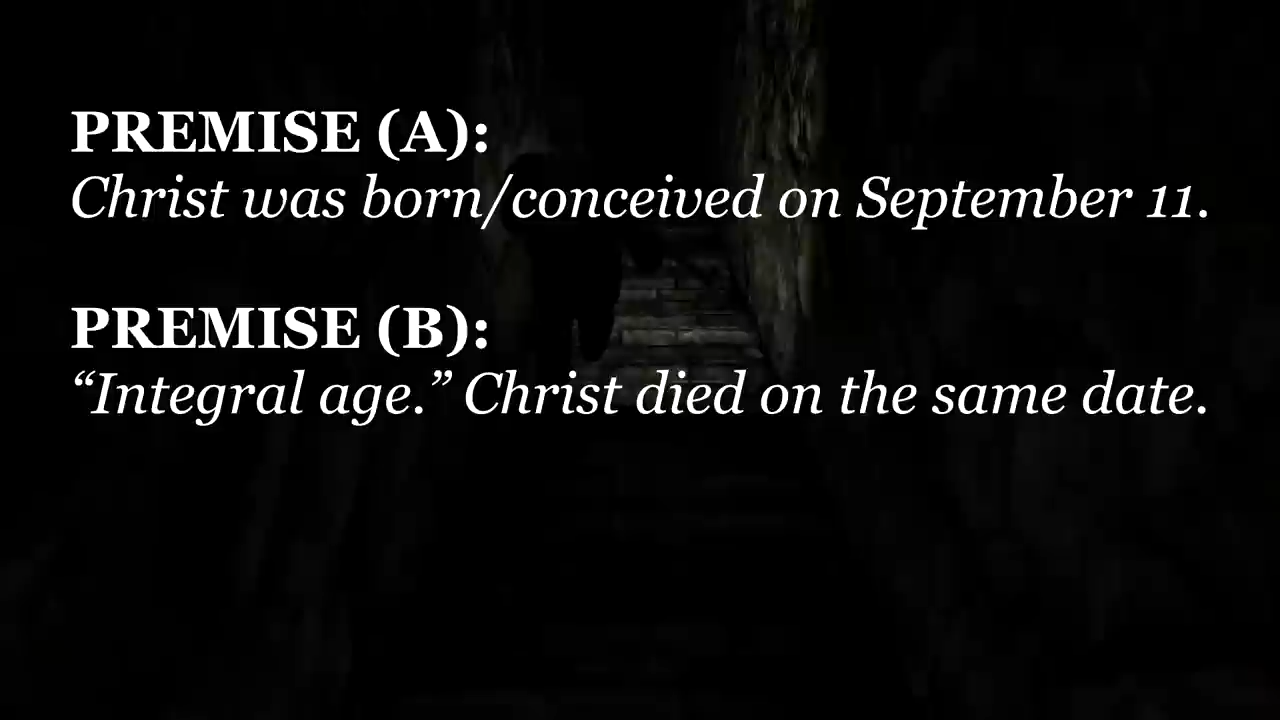 PREMISE (A):
Christ was born/conceived on September 11.
PREMISE (B):
“Integral age.” Christ died on the same date.